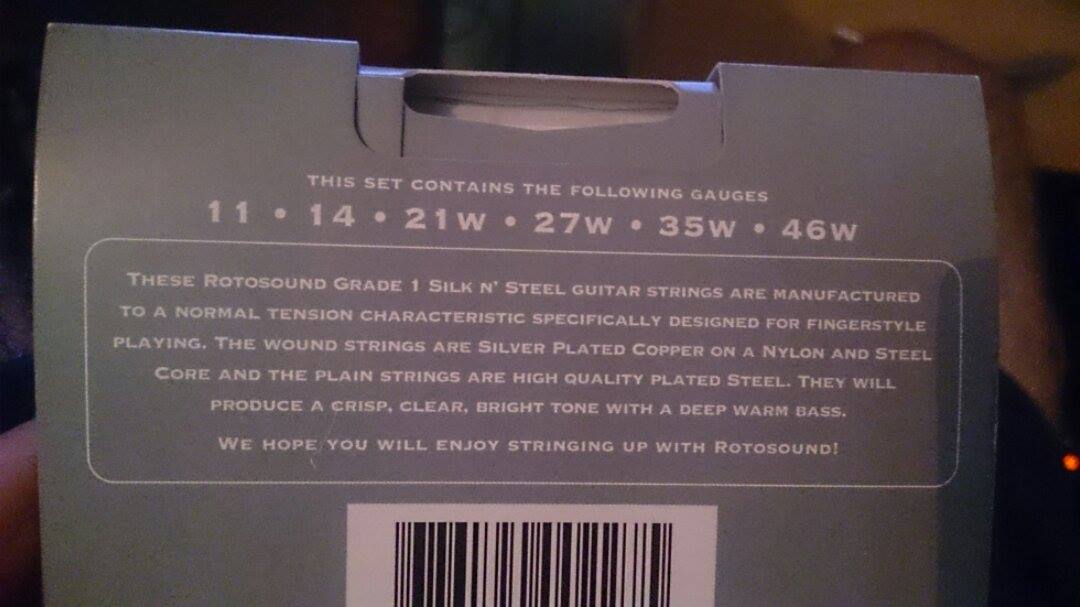 THIS SET CONTAINS THE FOLLOWING GAUGES
11 • 14 • 21W • 27W • 35W • 46W
THESE ROTOSOUND GRADE 1 SILK N' STEEL GUITAR STRINGS ARE MANUFACTURED
TO A NORMAL TENSION CHARACTERISTIC SPECIFICALLY DESIGNED FOR FINGERSTYLE
PLAYING. THE WOUND STRINGS ARE SILVER PLATED COPPER ON A NYLON AND STEEL
CORE AND THE PLAIN STRINGS ARE HIGH QUALITY PLATED STEEL. THEY WILL
PRODUCE A CRISP, CLEAR, BRIGHT TONE WITH A DEEP WARM BASS.
WE HOPE YOU WILL ENJOY STRINGING UP WITH ROTOSOUND!